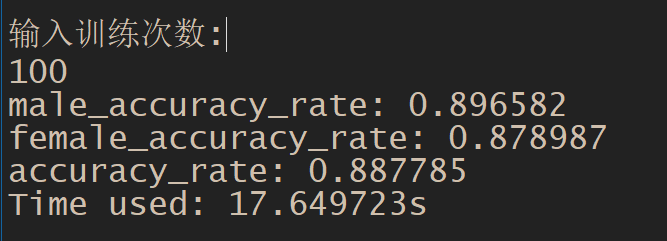 输入训练次数:
100
male_accuracy_rate: 0.896582
female_accuracy_rate: 0.878987
accuracy_rate: 0.887785
Time used: 17.649723s